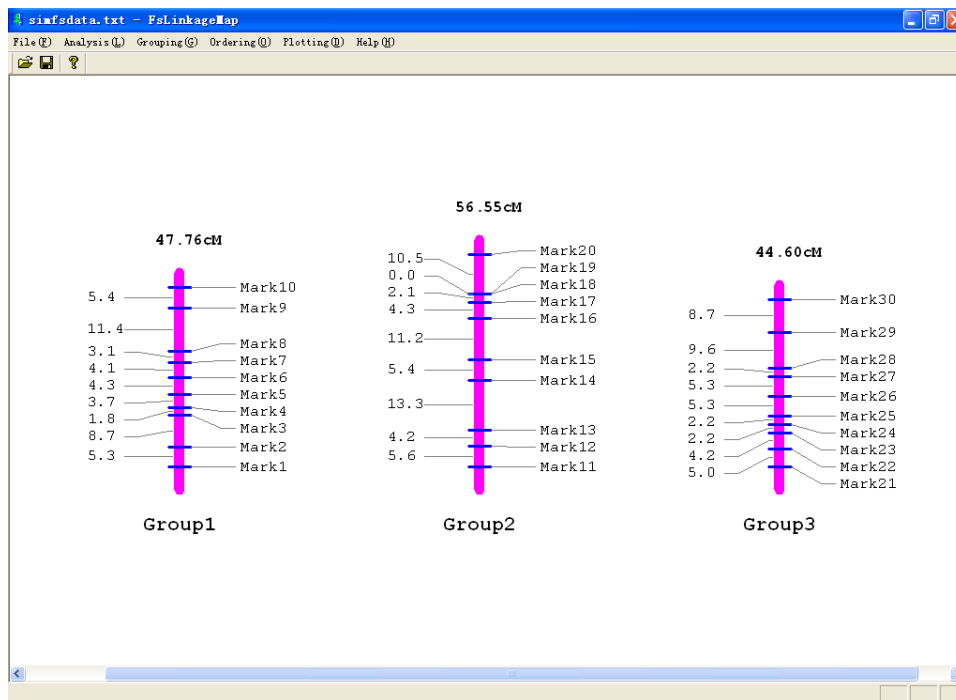 simfsdata.txt - FsLinkageMap
File(F) Analysis(L) Grouping(G) Ordering(O) Plotting(D) Help(H)
47.76cM
5.4
11.4
3.1
4.1
4.3
3.7
1.8
8.7
5.3
Mark10
Mark9
Mark8
Mark7
Mark6
Mark5
Mark4
Mark3
Mark2
Mark1
Group1
56.55cM
10.5
0.0
2.1
4.3
11.2
5.4
13.3
4.2
5.6
Mark20
Mark19
Mark18
Mark17
Mark16
Mark15
Mark14
Mark13
Mark12
Mark11
Group2
44.60cM
8.7
9.6
2.2
5.3
5.3
2.2
2.2
4.2
5.0
Mark30
Mark29
Mark28
Mark27
Mark26
Mark25
Mark24
Mark23
Mark22
Mark21
Group3